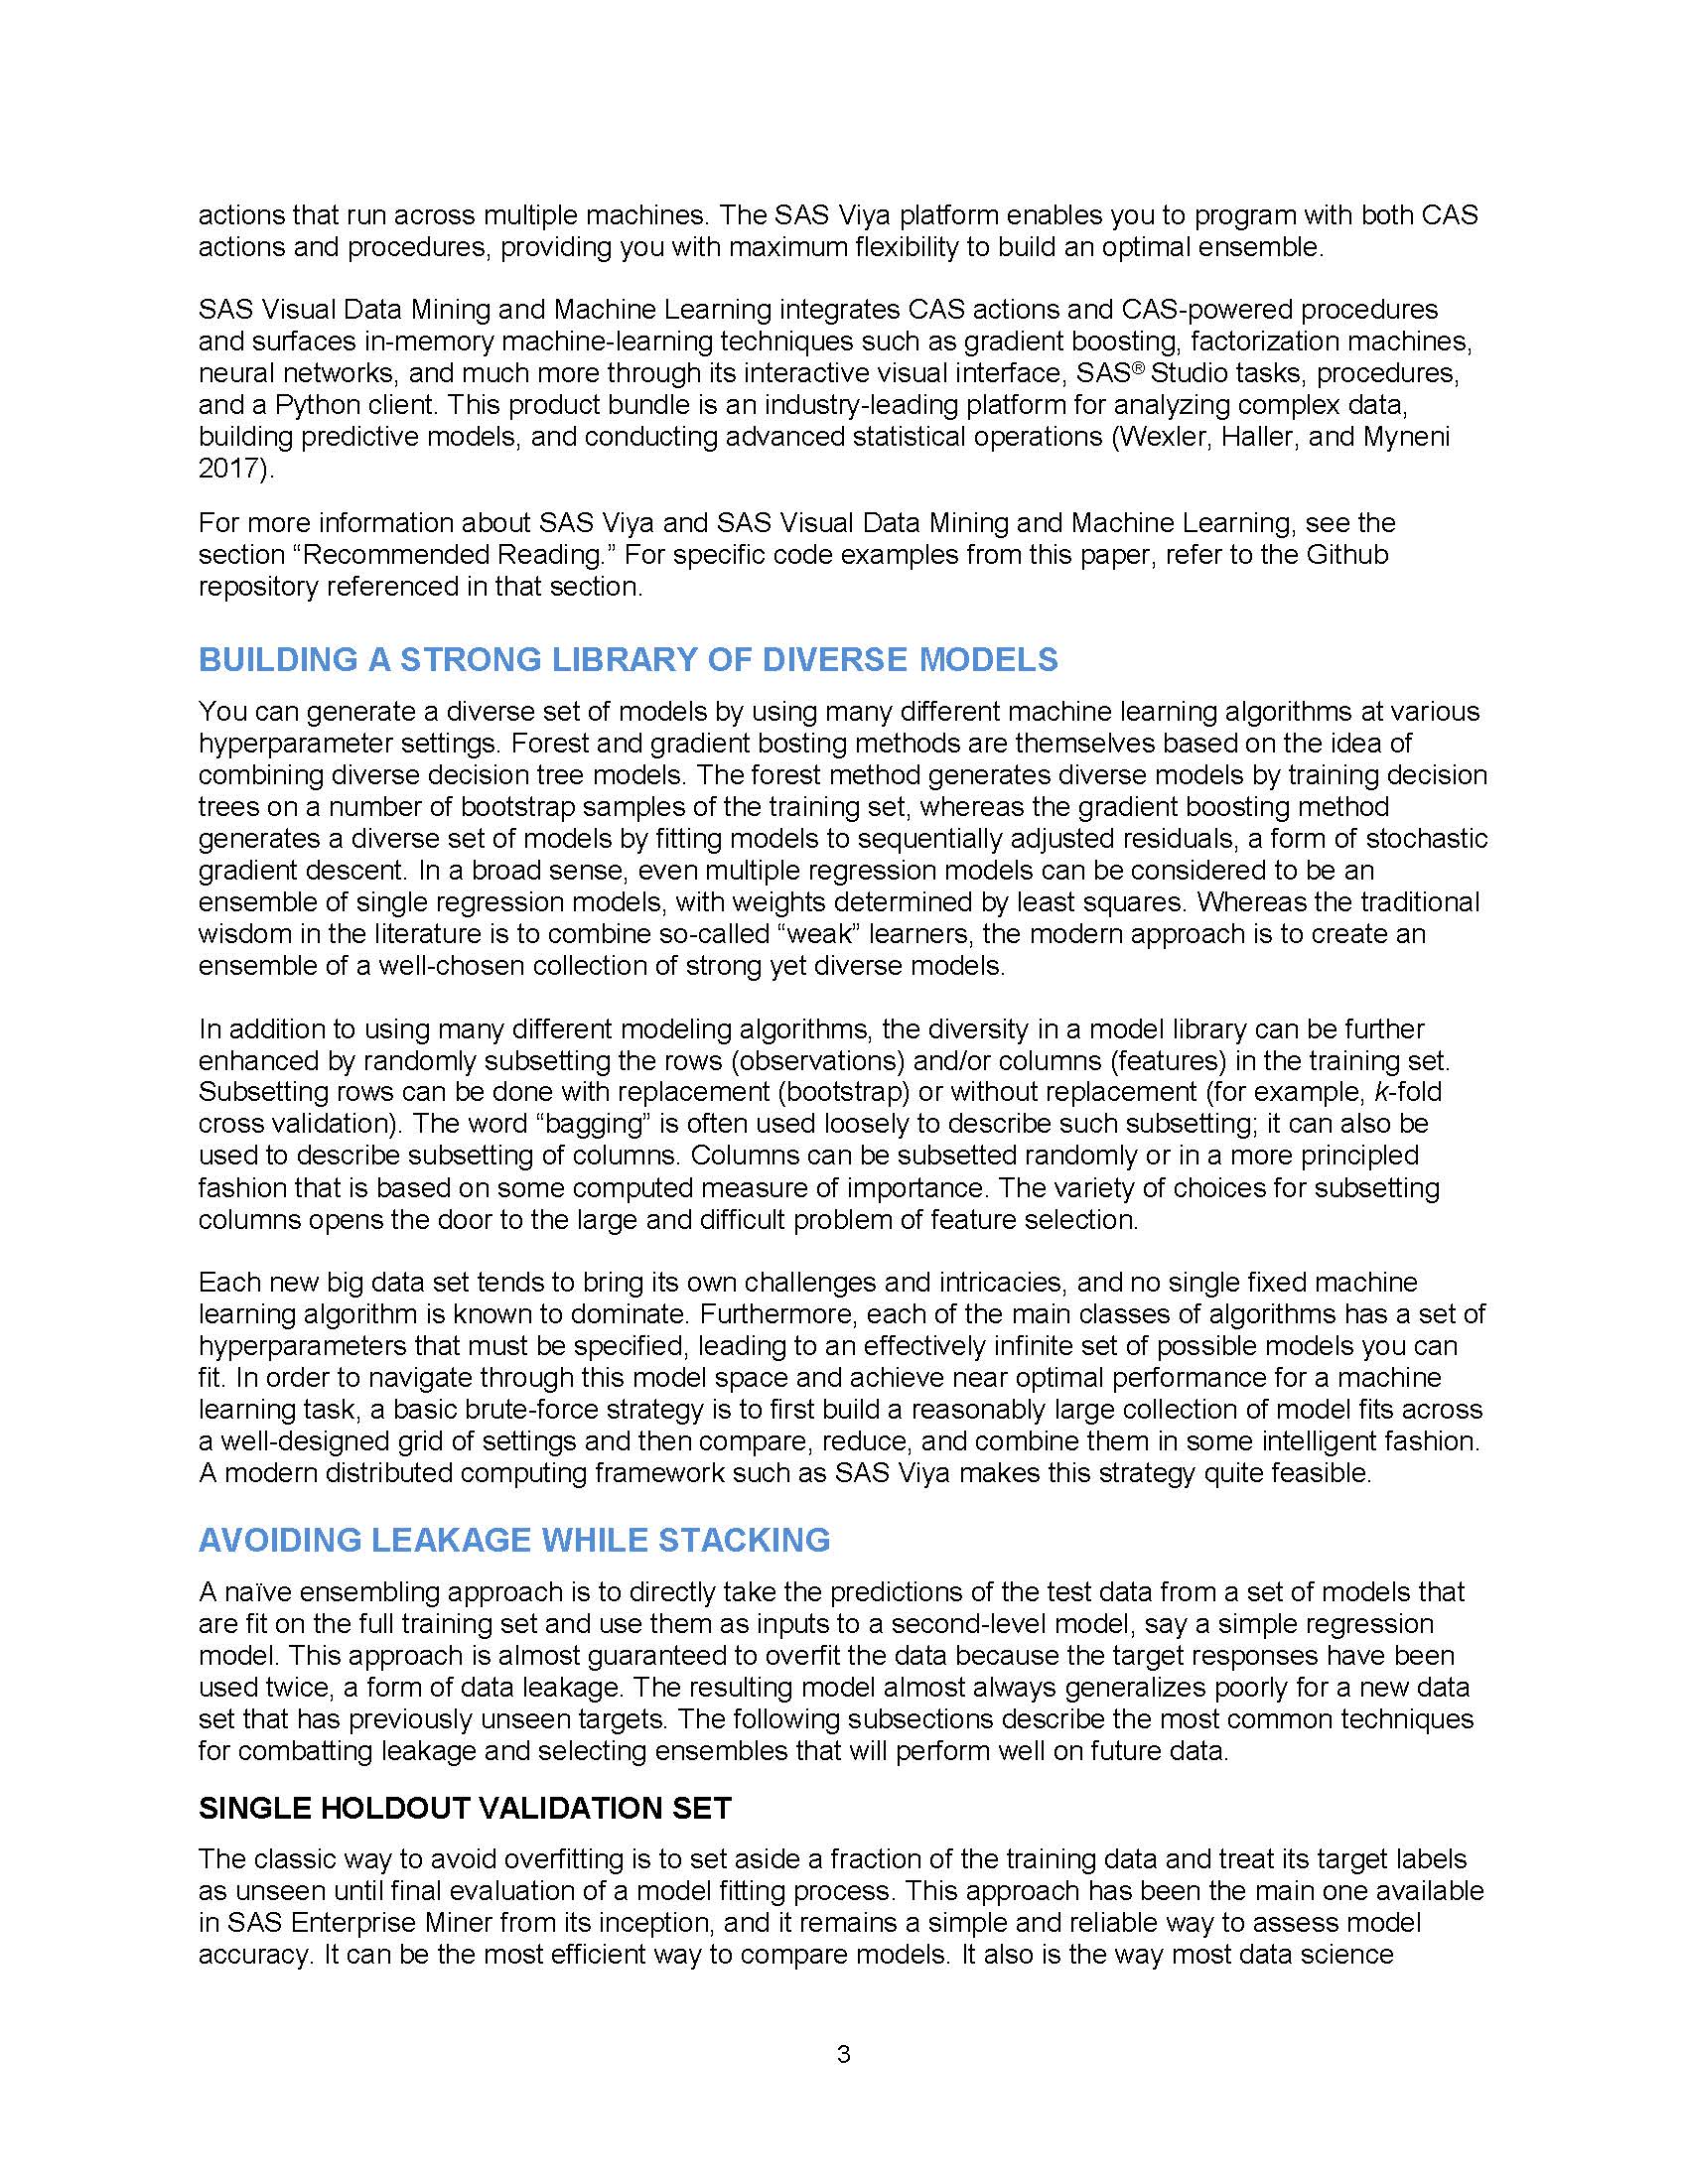 actions that run across multiple machines. The SAS Viya platform enables you to program with both CAS
actions and procedures, providing you with maximum flexibility to build an optimal ensemble.
SAS Visual Data Mining and Machine Learning integrates CAS actions and CAS-powered procedures
and surfaces in-memory machine-learning techniques such as gradient boosting, factorization machines,
neural networks, and much more through its interactive visual interface, SAS® Studio tasks, procedures,
and a Python client. This product bundle is an industry-leading platform for analyzing complex data,
building predictive models, and conducting advanced statistical operations (Wexler, Haller, and Myneni
2017).
For more information about SAS Viya and SAS Visual Data Mining and Machine Learning, see the
section “Recommended Reading.” For specific code examples from this paper, refer to the Github
repository referenced in that section.
BUILDING A STRONG LIBRARY OF DIVERSE MODELS
You can generate a diverse set of models by using many different machine learning algorithms at various
hyperparameter settings. Forest and gradient bosting methods are themselves based on the idea of
combining diverse decision tree models. The forest method generates diverse models by training decision
trees on a number of bootstrap samples of the training set, whereas the gradient boosting method
generates a diverse set of models by fitting models to sequentially adjusted residuals, a form of stochastic
gradient descent. In a broad sense, even multiple regression models can be considered to be an
ensemble of single regression models, with weights determined by least squares. Whereas the traditional
wisdom in the literature is to combine so-called “weak” learners, the modern approach is to create an
ensemble of a well-chosen collection of strong yet diverse models.
In addition to using many different modeling algorithms, the diversity in a model library can be further
enhanced by randomly subsetting the rows (observations) and/or columns (features) in the training set.
Subsetting rows can be done with replacement (bootstrap) or without replacement (for example, k-fold
cross validation). The word “bagging” is often used loosely to describe such subsetting; it can also be
used to describe subsetting of columns. Columns can be subsetted randomly or in a more principled
fashion that is based on some computed measure of importance. The variety of choices for subsetting
columns opens the door to the large and difficult problem of feature selection.
Each new big data set tends to bring its own challenges and intricacies, and no single fixed machine
learning algorithm is known to dominate. Furthermore, each of the main classes of algorithms has a set of
hyperparameters that must be specified, leading to an effectively infinite set of possible models you can
fit. In order to navigate through this model space and achieve near optimal performance for a machine
learning task, a basic brute-force strategy is to first build a reasonably large collection of model fits across
a well-designed grid of settings and then compare, reduce, and combine them in some intelligent fashion.
A modern distributed computing framework such as SAS Viya makes this strategy quite feasible.
AVOIDING LEAKAGE WHILE STACKING
A naïve ensembling approach is to directly take the predictions of the test data from a set of models that
are fit on the full training set and use them as inputs to a second-level model, say a simple regression
model. This approach is almost guaranteed to overfit the data because the target responses have been
used twice, a form of data leakage. The resulting model almost always generalizes poorly for a new data
set that has previously unseen targets. The following subsections describe the most common techniques
for combatting leakage and selecting ensembles that will perform well on future data.
SINGLE HOLDOUT VALIDATION SET
The classic way to avoid overfitting is to set aside a fraction of the training data and treat its target labels
as unseen until final evaluation of a model fitting process. This approach has been the main one available
in SAS Enterprise Miner from its inception, and it remains a simple and reliable way to assess model
accuracy. It can be the most efficient way to compare models. It also is the way most data science
3